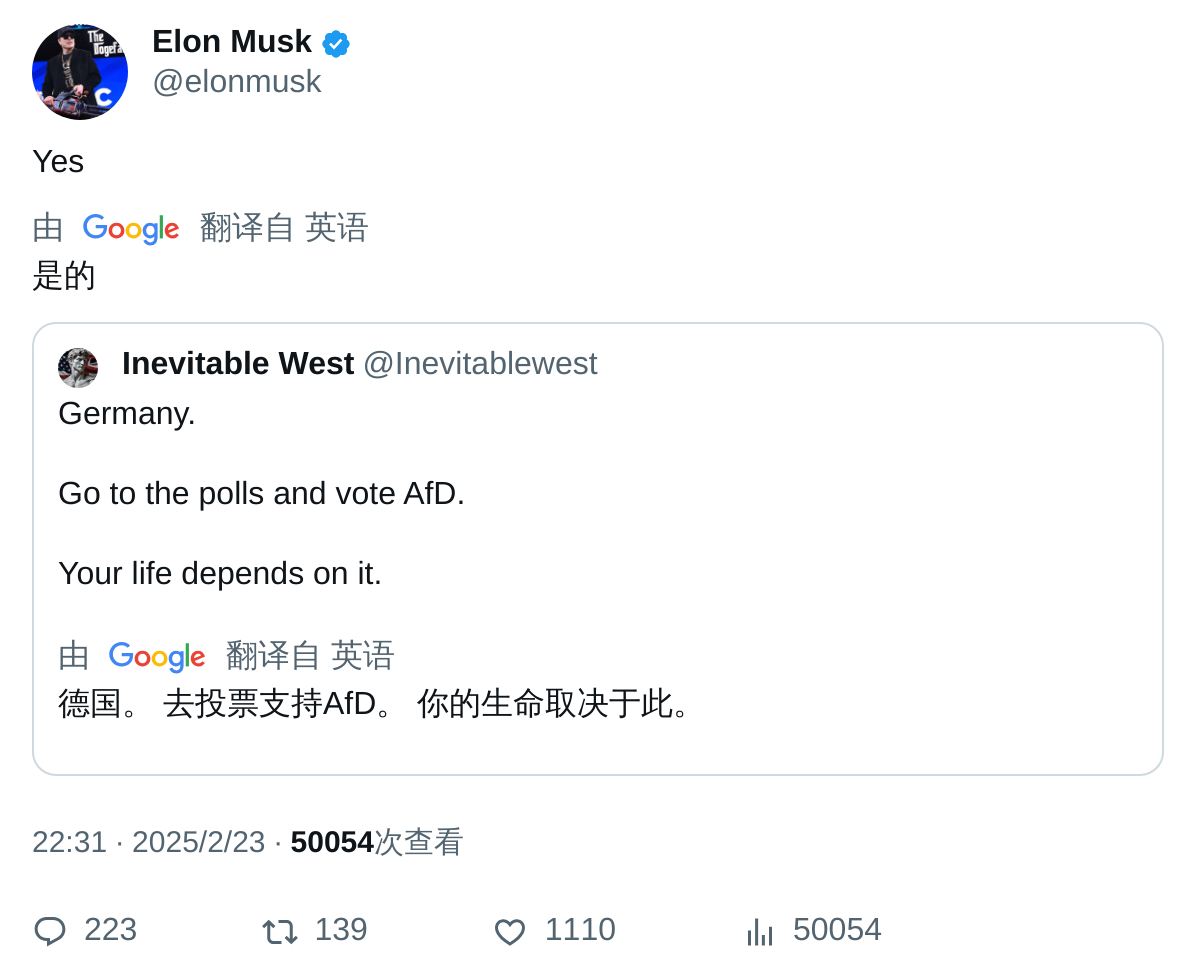 The
Dogefa
Elon Musk
@elonmusk
Yes
由 Google 翻译自 英语
是的
Inevitable West @Inevitablewest
Germany.
Go to the polls and vote AfD.
Your life depends on it.
由 Google 翻译自 英语
德国。 去投票支持AfD。 你的生命取决于此。
22:31 · 2025/2/23 · 50054次查看
223 139 1110 50054